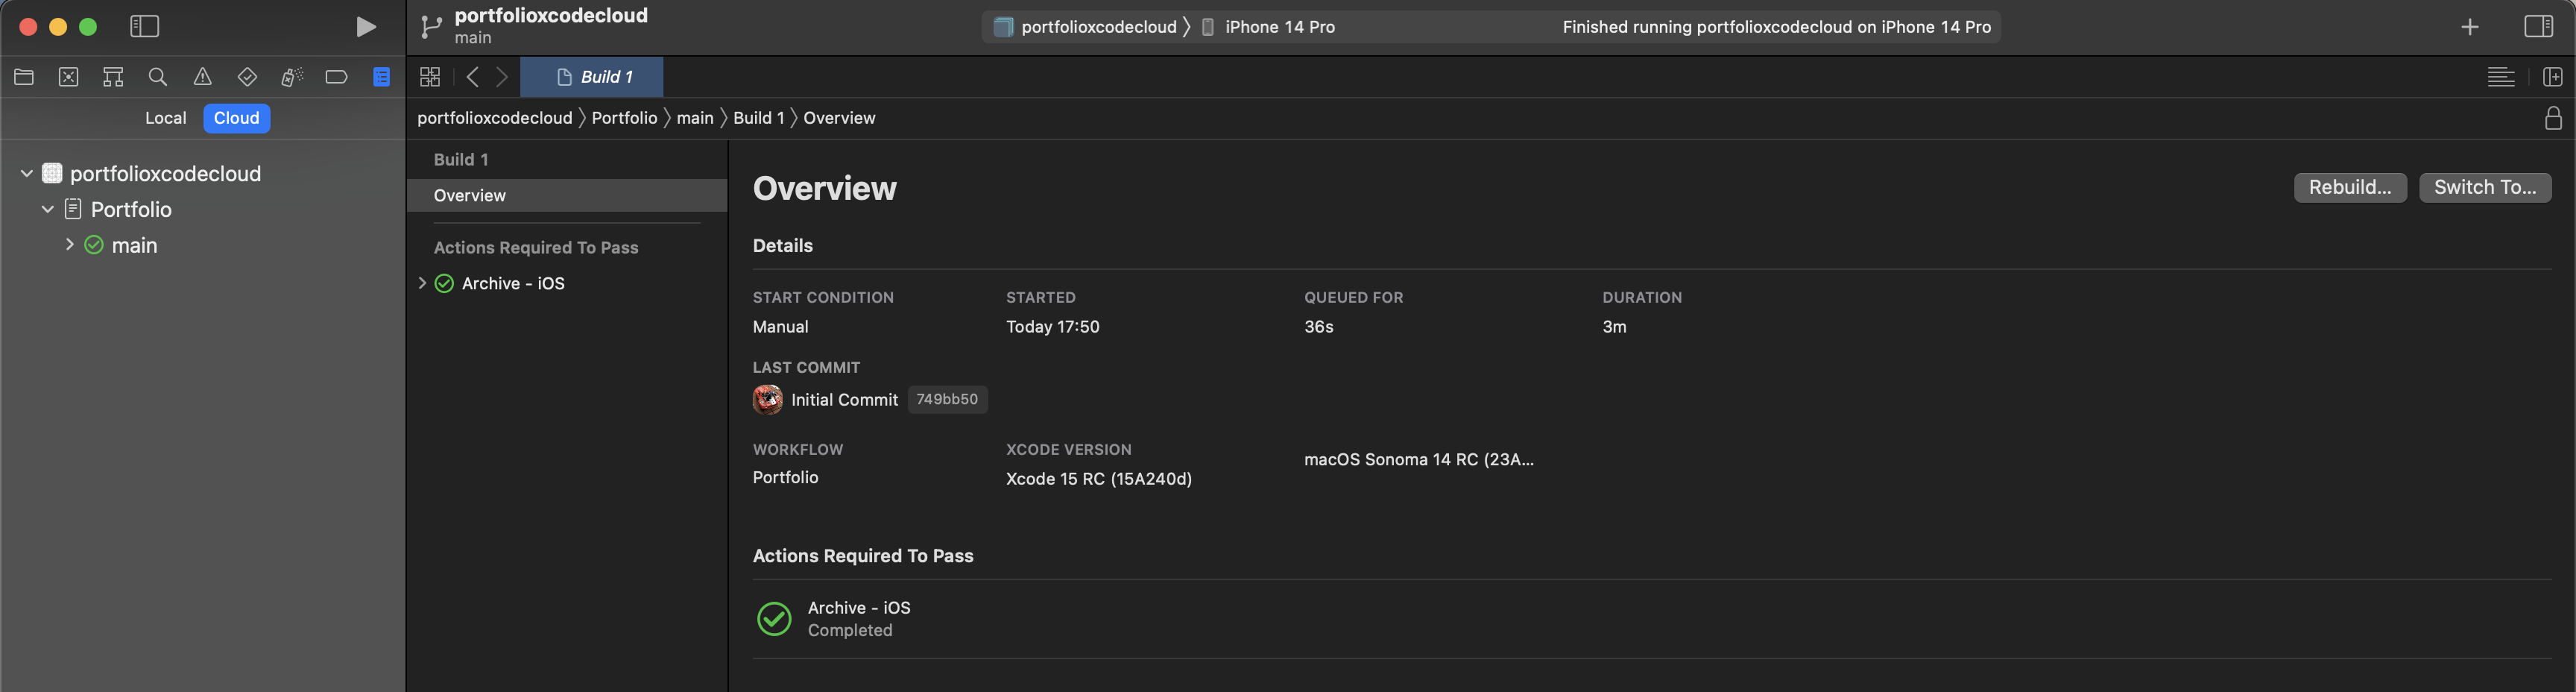 portfolioxcodecloud
main
portfolioxcodecloud
iPhone 14 Pro
Finished running portfolioxcodecloud on iPhone 14 Pro
Build 1
Local
Cloud
portfolioxcodecloud
Portfolio
main
portfolioxcodecloud
Portfolio
main
Build 1
Overview
Build 1
Overview
Actions Required To Pass
Archive - iOS
Overview
Rebuild...
Switch To...
Details
START CONDITION
STARTED
QUEUED FOR
DURATION
Manual
Today 17:50
36s
3m
LAST COMMIT
Initial Commit
749bb50
WORKFLOW
XCODE VERSION
Portfolio
Xcode 15 RC (15A240d)
macOS Sonoma 14 RC (23A...
Actions Required To Pass
Archive - iOS
Completed